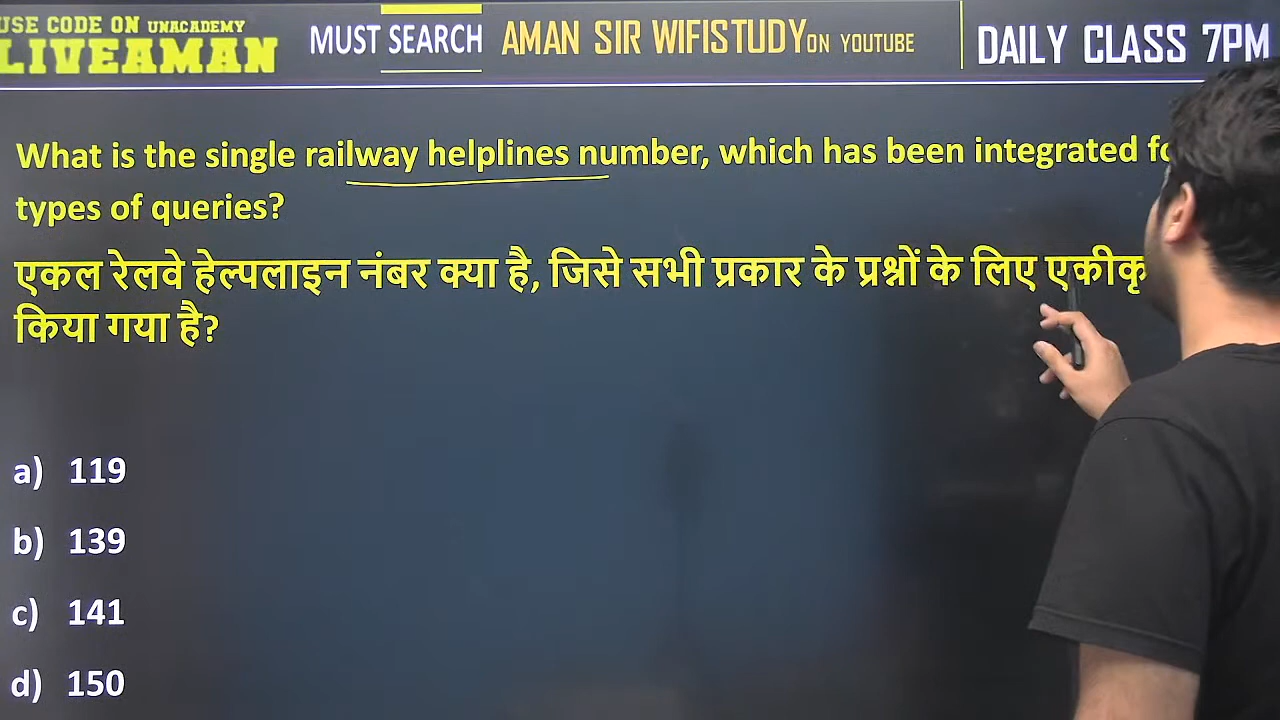 USE CODE ON UNACADEMY
LIVEAMAN
MUST SEARCH
AMAN SIR WIFISTUDY ON YOUTUBE
DAILY CLASS 7PM
What is the single railway helplines number, which has been integrated
types of queries?
एकल रेलवे हेल्पलाइन नंबर क्या है, जिसे सभी प्रकार के प्रश्नों के लिए
किया गया है?
a) 119
b) 139
c) 141
d) 150